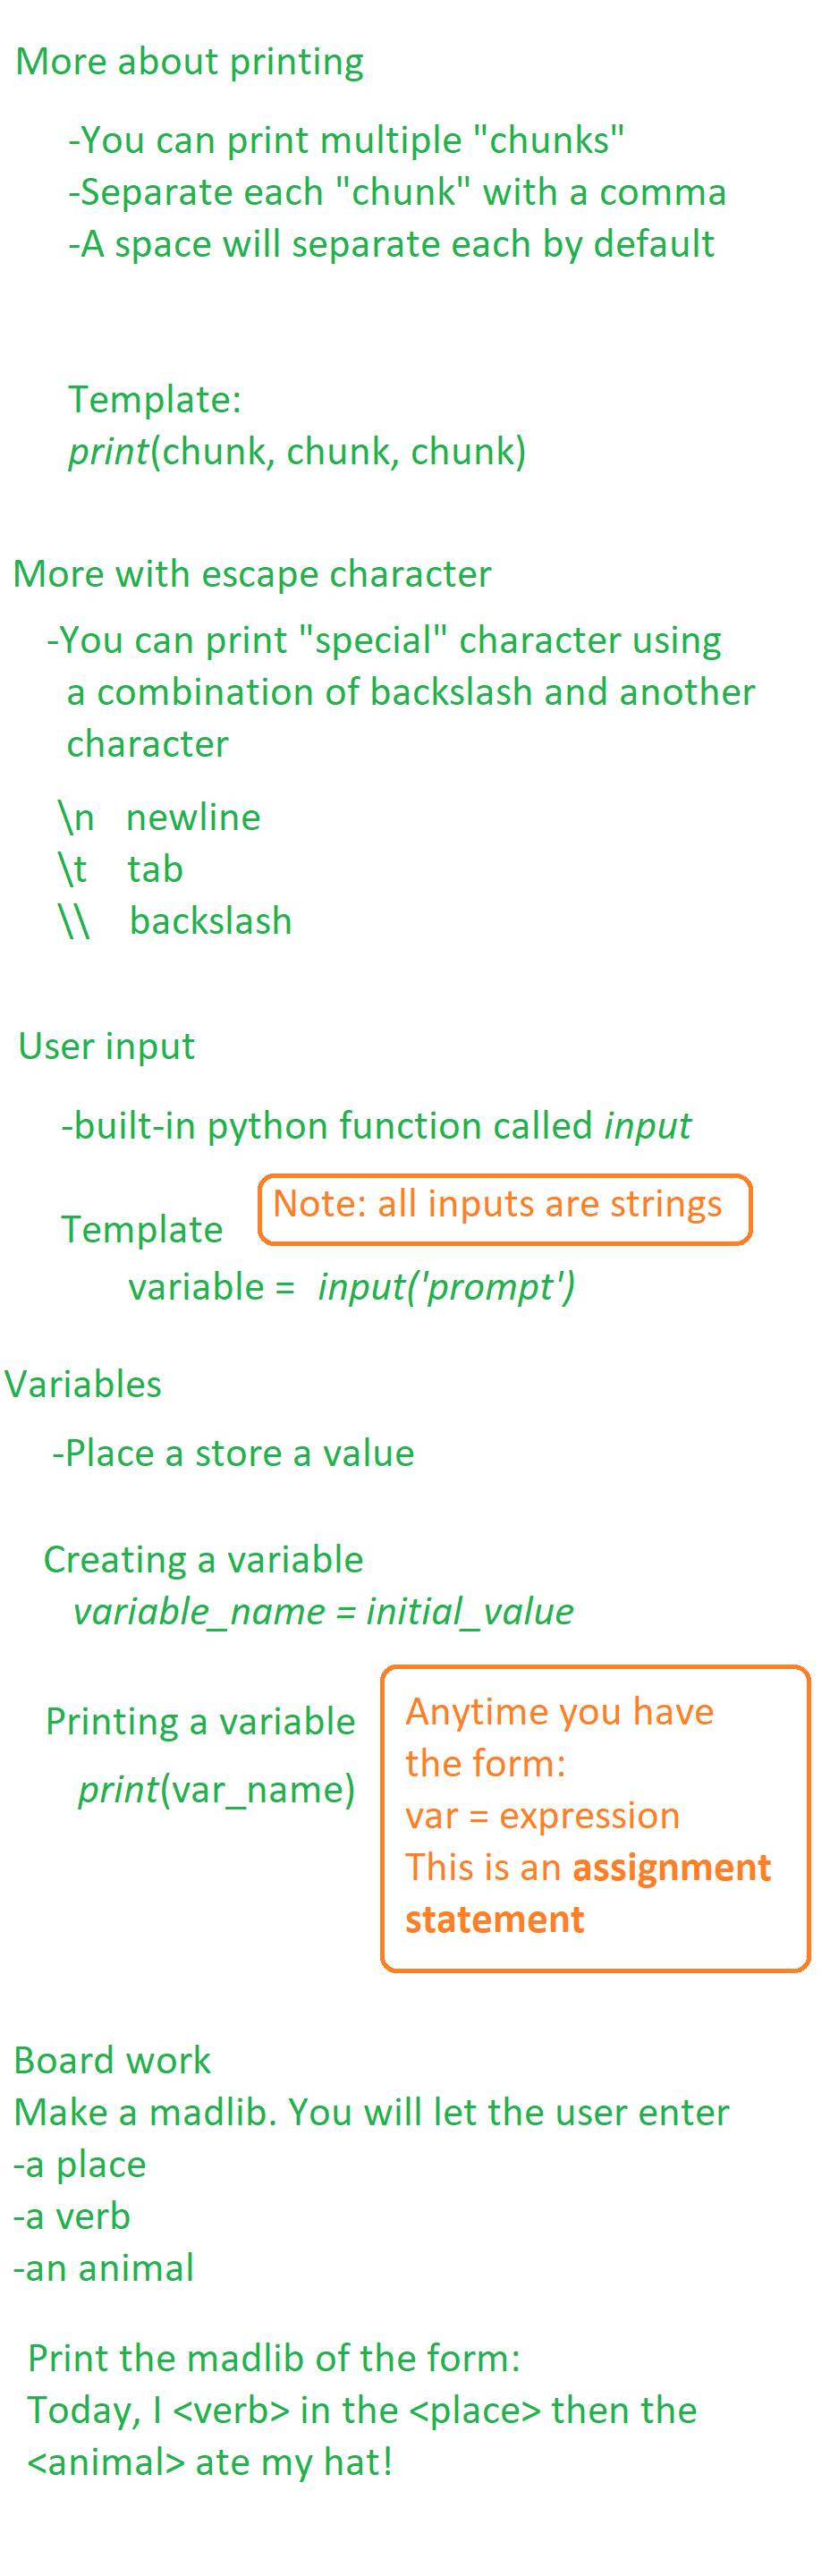 More about printing
-You can print multiple "chunks"
-Separate each "chunk" with a comma
-A space will separate each by default
Template:
print(chunk, chunk, chunk)
More with escape character
-You can print "special" character using
a combination of backslash and another
character
\n newline
\t tab
\\ backslash
User input
-built-in python function called input
Note: all inputs are strings
Template
variable = input('prompt')
Variables
-Place a store a value
Creating a variable
variable_name = initial_value
Printing a variable
print(var_name)
Anytime you have
the form:
var = expression
This is an assignment
statement
Board work
Make a madlib. You will let the user enter
-a place
-a verb
-an animal
Print the madlib of the form:
Today, I <verb> in the <place> then the
<animal> ate my hat!